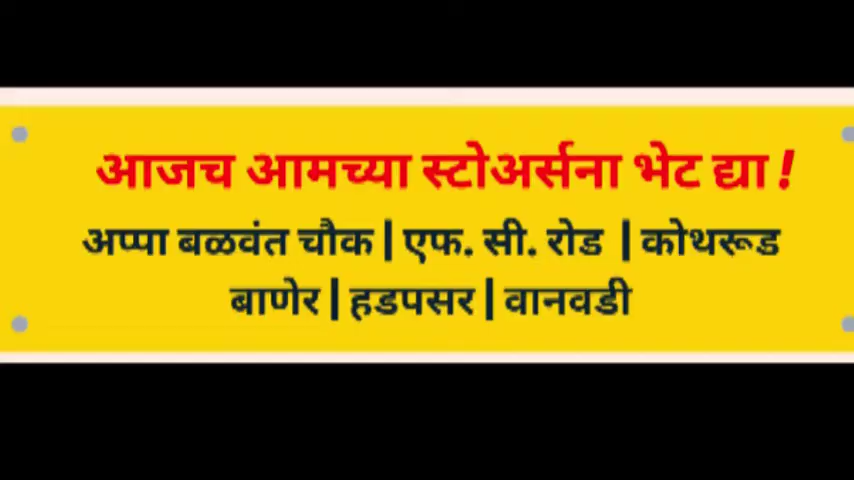 आजच आमच्या स्टोअर्सना भेट द्या !
अप्पा बळवंत चौक | एफ. सी. रोड | कोथरूड
बाणेर | हडपसर | वानवडी